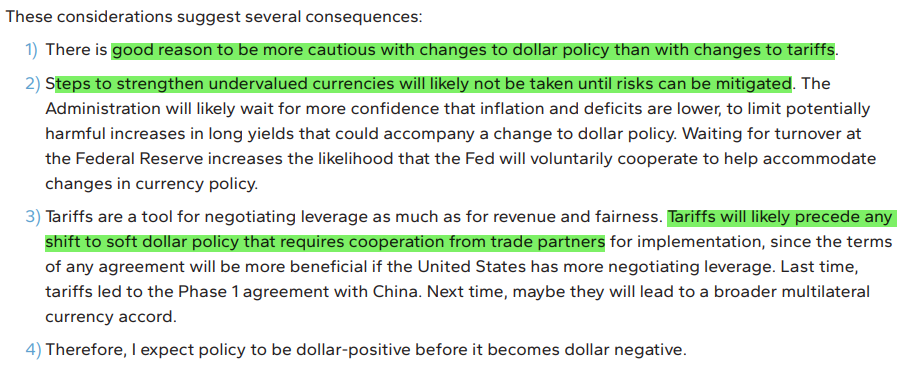 These considerations suggest several consequences:
1) There is good reason to be more cautious with changes to dollar policy than with changes to tariffs.
2) Steps to strengthen undervalued currencies will likely not be taken until risks can be mitigated. The
Administration will likely wait for more confidence that inflation and deficits are lower, to limit potentially
harmful increases in long yields that could accompany a change to dollar policy. Waiting for turnover at
the Federal Reserve increases the likelihood that the Fed will voluntarily cooperate to help accommodate
changes in currency policy.
3) Tariffs are a tool for negotiating leverage as much as for revenue and fairness. Tariffs will likely precede any
shift to soft dollar policy that requires cooperation from trade partners for implementation, since the terms
of any agreement will be more beneficial if the United States has more negotiating leverage. Last time,
tariffs led to the Phase 1 agreement with China. Next time, maybe they will lead to a broader multilateral
currency accord.
4) Therefore, I expect policy to be dollar-positive before it becomes dollar negative.